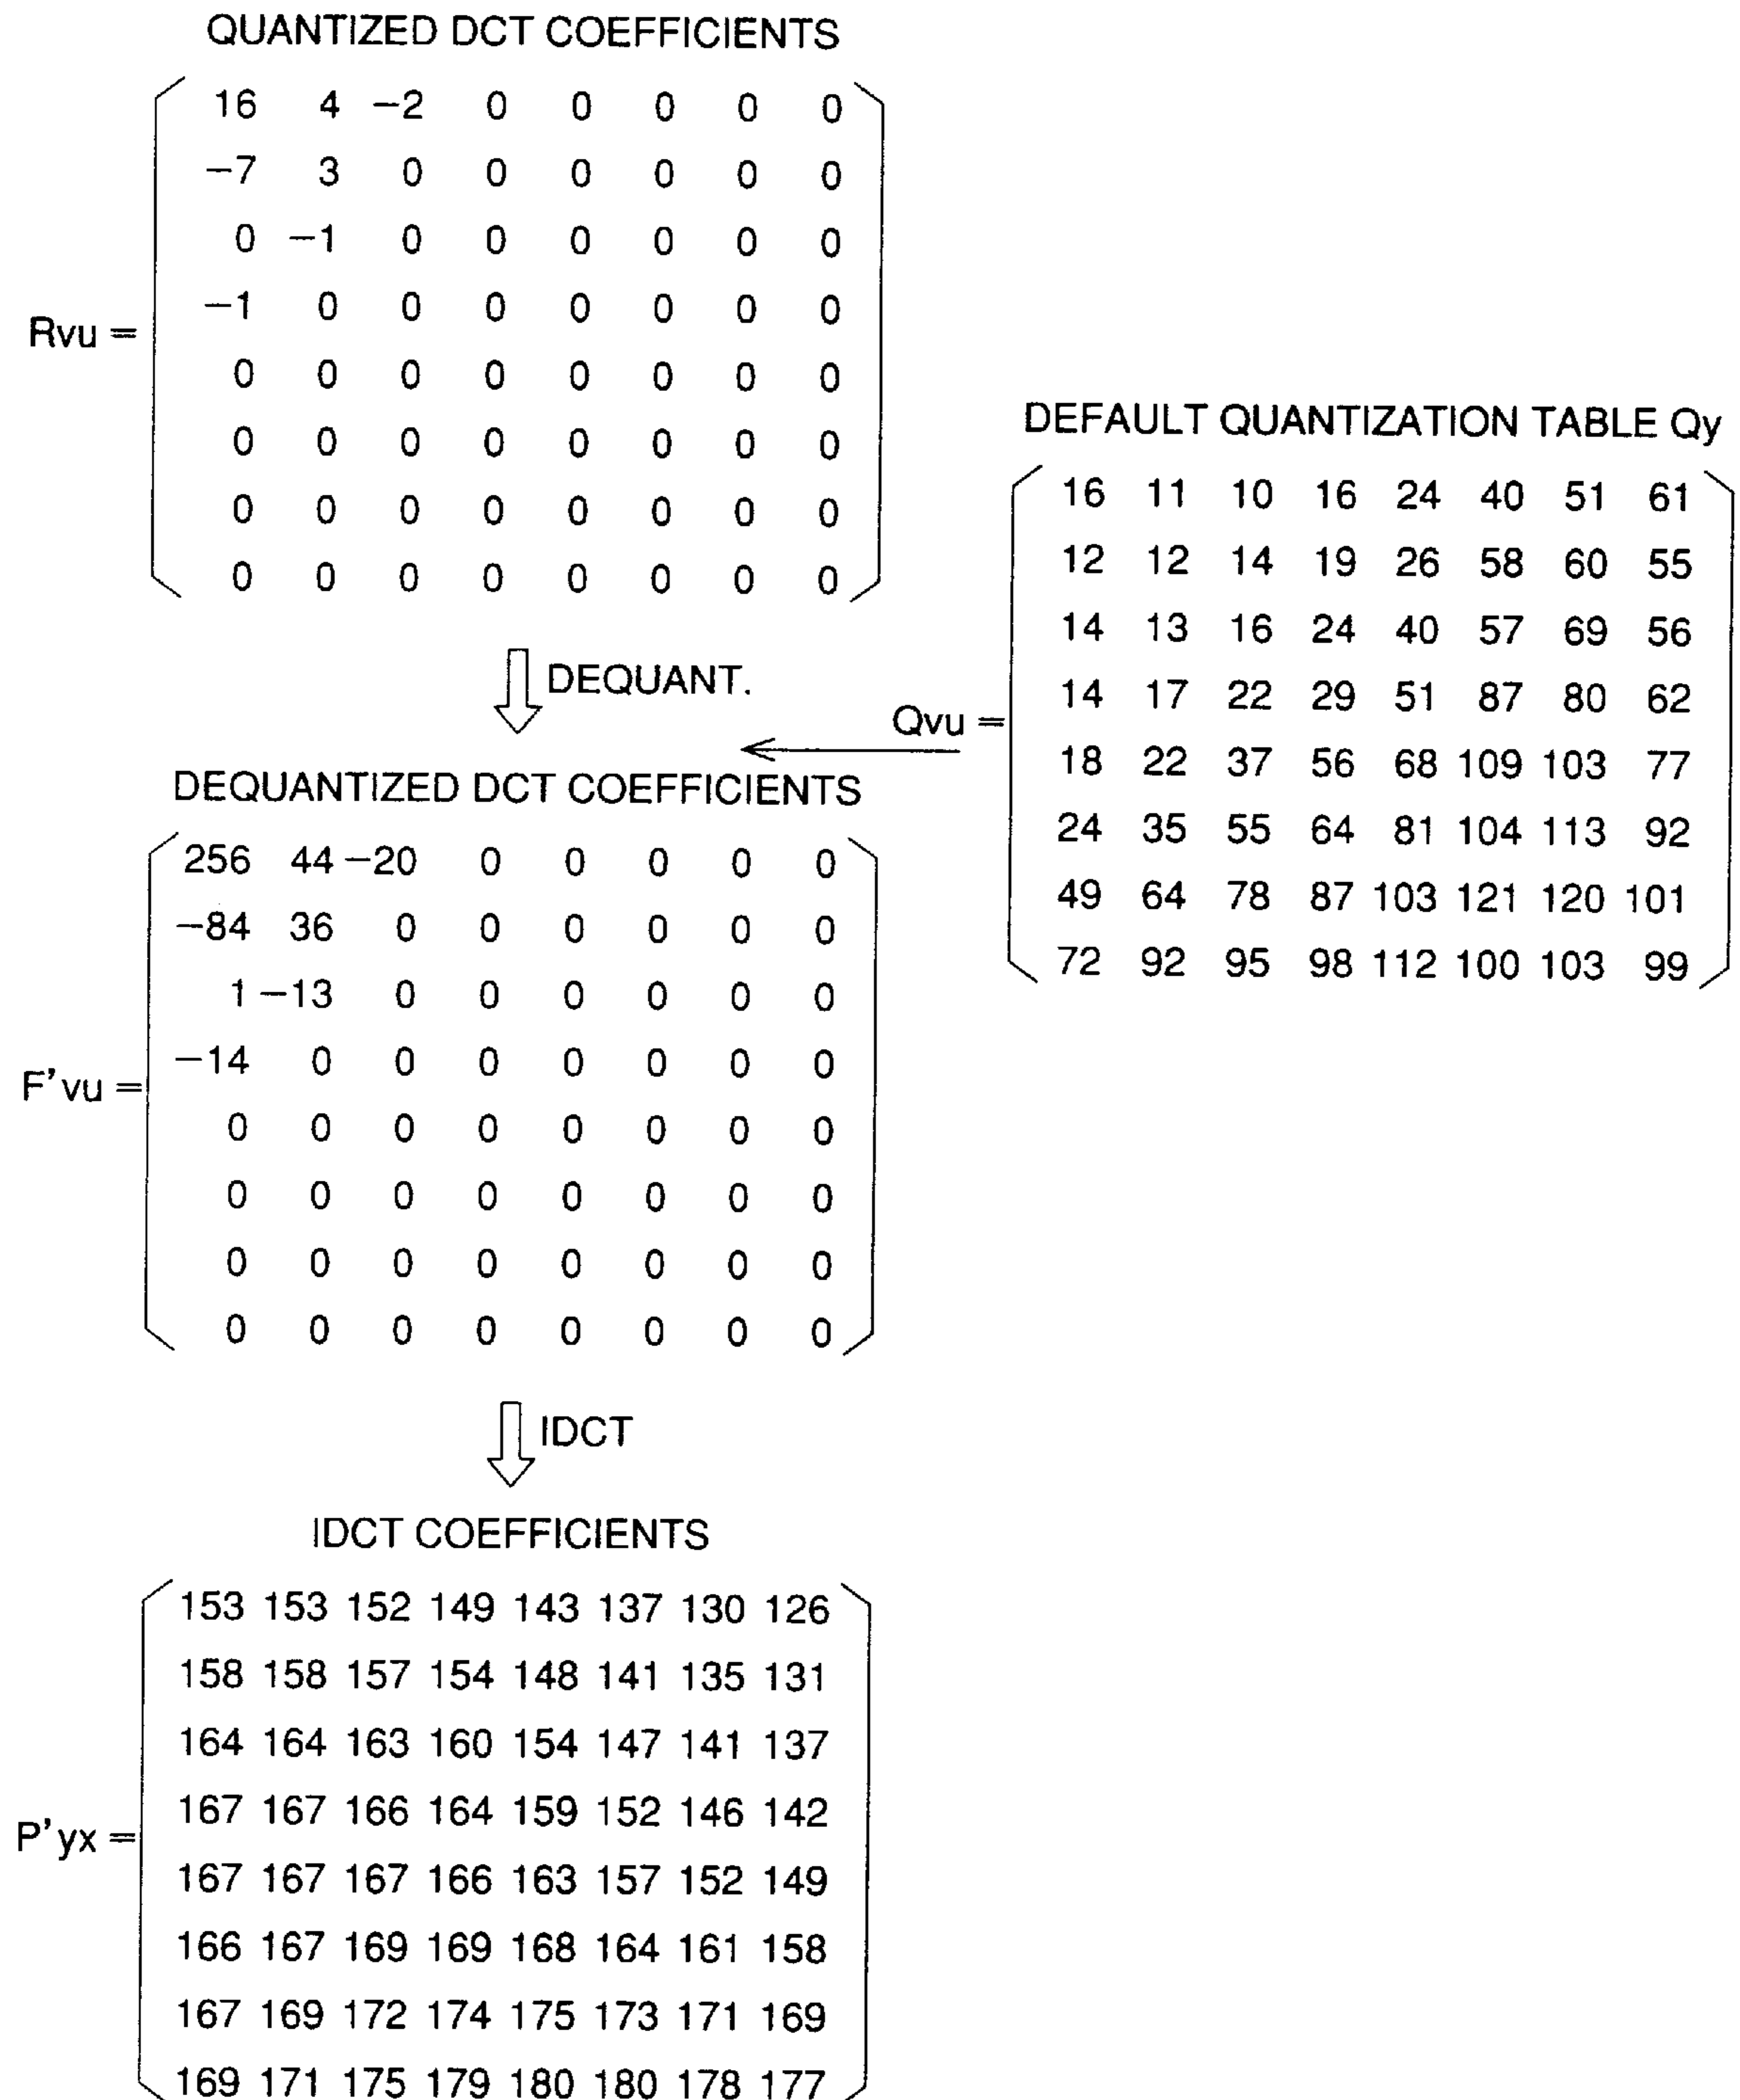 QUANTIZED DCT COEFFICIENTS
16 4 −2 0 0 0 0 0
−7 3 0 0 0 0 0 0
0 −1 0 0 0 0 0 0
−1 0 0 0 0 0 0 0
Rvu =
0 0 0 0 0 0 0 0
0 0 0 0 0 0 0 0
0 0 0 0 0 0 0 0
0 0 0 0 0 0 0 0
DEQUANT.
DEFAULT QUANTIZATION TABLE Qy
16 11 10 16 24 40 51 61
12 12 14 19 26 58 60 55
14 13 16 24 40 57 69 56
14 17 22 29 51 87 80 62
Qvu =
18 22 37 56 68 109 103 77
24 35 55 64 81 104 113 92
49 64 78 87 103 121 120 101
72 92 95 98 112 100 103 99
DEQUANTIZED DCT COEFFICIENTS
256 44 −20 0 0 0 0 0
−84 36 0 0 0 0 0 0
1 −13 0 0 0 0 0 0
−14 0 0 0 0 0 0 0
F'vu =
0 0 0 0 0 0 0 0
0 0 0 0 0 0 0 0
0 0 0 0 0 0 0 0
0 0 0 0 0 0 0 0
IDCT
IDCT COEFFICIENTS
153 153 152 149 143 137 130 126
158 158 157 154 148 141 135 131
164 164 163 160 154 147 141 137
167 167 166 164 159 152 146 142
P'yx =
167 167 167 166 163 157 152 149
166 167 169 169 168 164 161 158
167 169 172 174 175 173 171 169
169 171 175 179 180 180 178 177